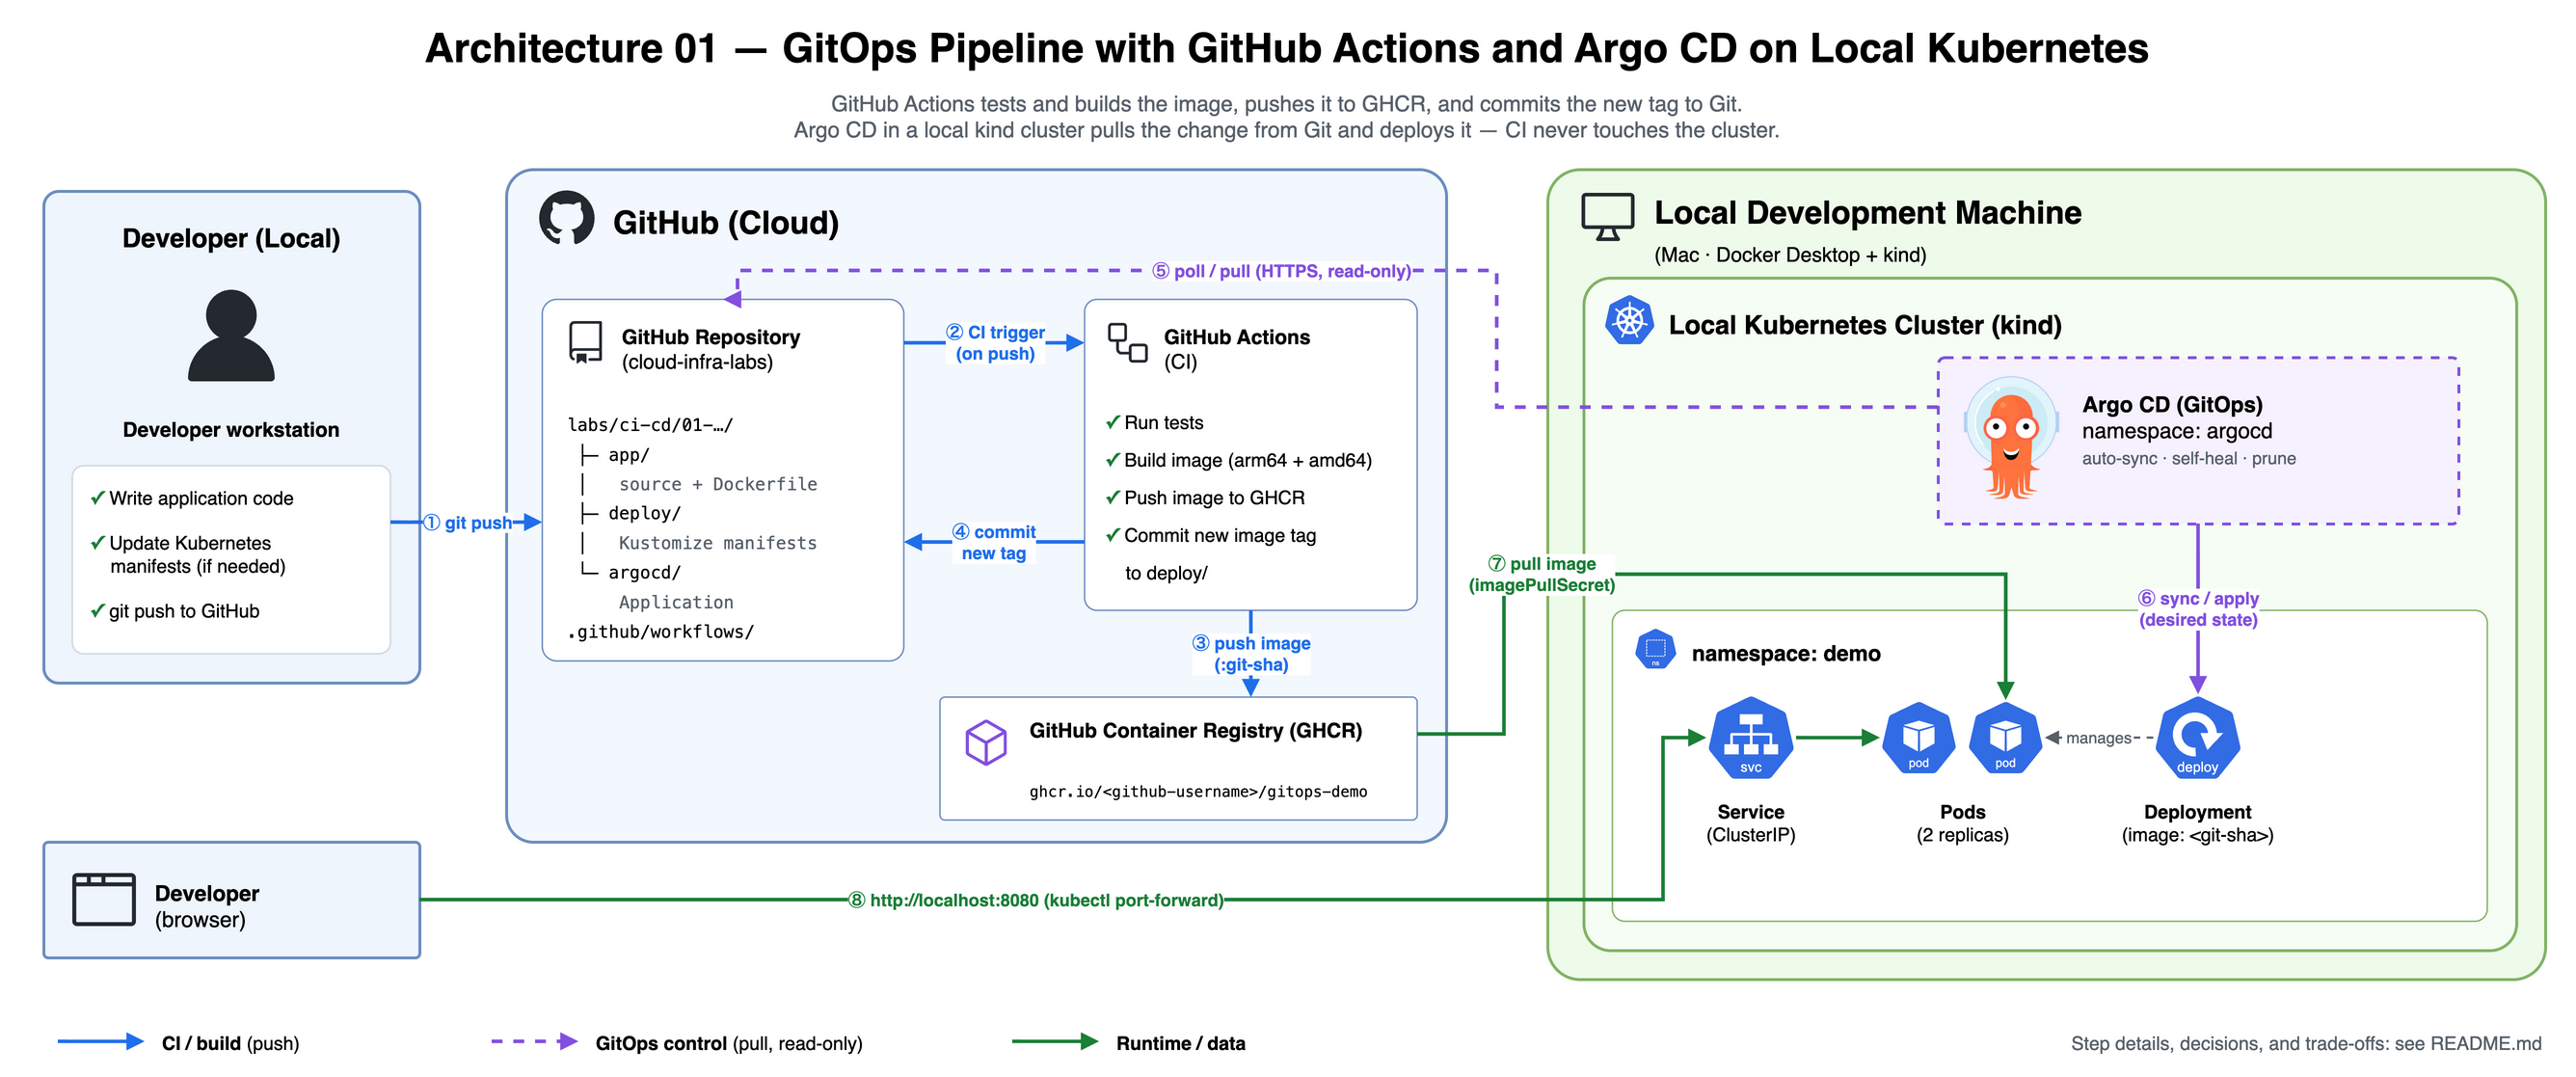 Architecture 01 — GitOps Pipeline with GitHub Actions and Argo CD on Local Kubernetes
GitHub Actions tests and builds the image, pushes it to GHCR, and commits the new tag to Git.
Argo CD in a local kind cluster pulls the change from Git and deploys it — CI never touches the cluster.
Developer (Local)
Developer workstation
✓ Write application code
✓ Update Kubernetes
manifests (if needed)
✓ git push to GitHub
① git push
GitHub (Cloud)
⑤ poll / pull (HTTPS, read-only)
GitHub Repository
(cloud-infra-labs)
labs/ci-cd/01-…/
├─ app/
│ source + Dockerfile
├─ deploy/
│ Kustomize manifests
└─ argocd/
Application
.github/workflows/
② CI trigger
(on push)
④ commit
new tag
GitHub Actions
(CI)
✓ Run tests
✓ Build image (arm64 + amd64)
✓ Push image to GHCR
✓ Commit new image tag
to deploy/
③ push image
(:git-sha)
GitHub Container Registry (GHCR)
ghcr.io/<github-username>/gitops-demo
⑦ pull image
(imagePullSecret)
Local Development Machine
(Mac · Docker Desktop + kind)
Local Kubernetes Cluster (kind)
Argo CD (GitOps)
namespace: argocd
auto-sync · self-heal · prune
⑥ sync / apply
(desired state)
ns
namespace: demo
svc
pod
pod
manages
deploy
Service
(ClusterIP)
Pods
(2 replicas)
Deployment
(image: <git-sha>)
Developer
(browser)
⑧ http://localhost:8080 (kubectl port-forward)
CI / build (push)
GitOps control (pull, read-only)
Runtime / data
Step details, decisions, and trade-offs: see README.md